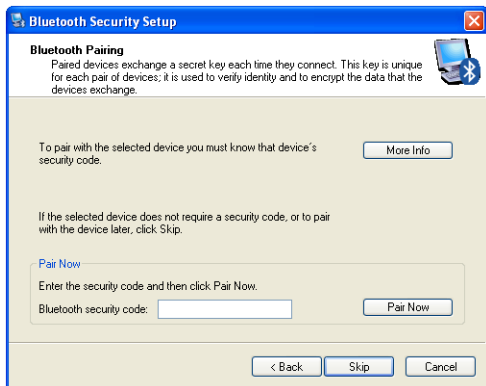 Bluetooth Security Setup
Bluetooth Pairing
Paired devices exchange a secret key each time they connect. This key is unique
for each pair of devices; it is used to verify identity and to encrypt the data that the
devices exchange.
To pair with the selected device you must know that device's
security code.
More Info
If the selected device does not require a security code, or to pair
with the device later, click Skip.
Pair Now
Enter the security code and then click Pair Now.
Bluetooth security code:
Pair Now
< Back
Skip
Cancel